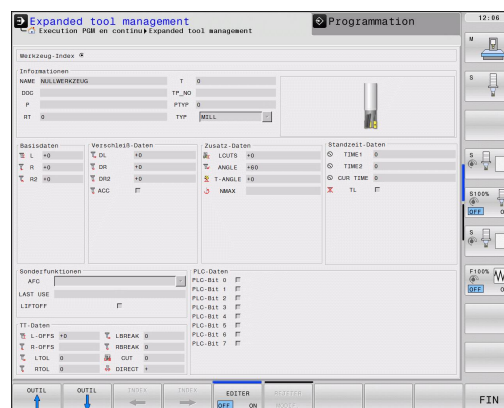 Expanded tool management
Programmation
12:06
Execution PGM en continu Expanded tool management
Werkzeug-Index
Informationen
NAME NULLWERKZEUG T 0
DOC TP_NO
P PTYP 0
RT 0 TYP MILL
Basisdaten
L +0
R +0
R2 +0
Verschleiß-Daten
DL +0
DR +0
DR2 +0
ACC
Zusatz-Daten
LCUTS +0
ANGLE +60
T-ANGLE +0
NMAX
Standzeit-Daten
TIME1 0
TIME2 0
CUR TIME 0
TL
Sonderfunktionen
AFC
LAST USE
LIFTOFF
PLC-Daten
PLC-Bit 0
PLC-Bit 1
PLC-Bit 2
PLC-Bit 3
PLC-Bit 4
PLC-Bit 5
PLC-Bit 6
PLC-Bit 7
TT-Daten
L-OFFS +0 LBREAK 0
R-OFFS RBREAK 0
LTOL 0 CUT 0
RTOL 0 DIRECT +
M
S
S
S100%
OFF
S
F100%
OFF
OUTIL
OUTIL
INDEX
INDEX
EDITER
OFF ON
FIN